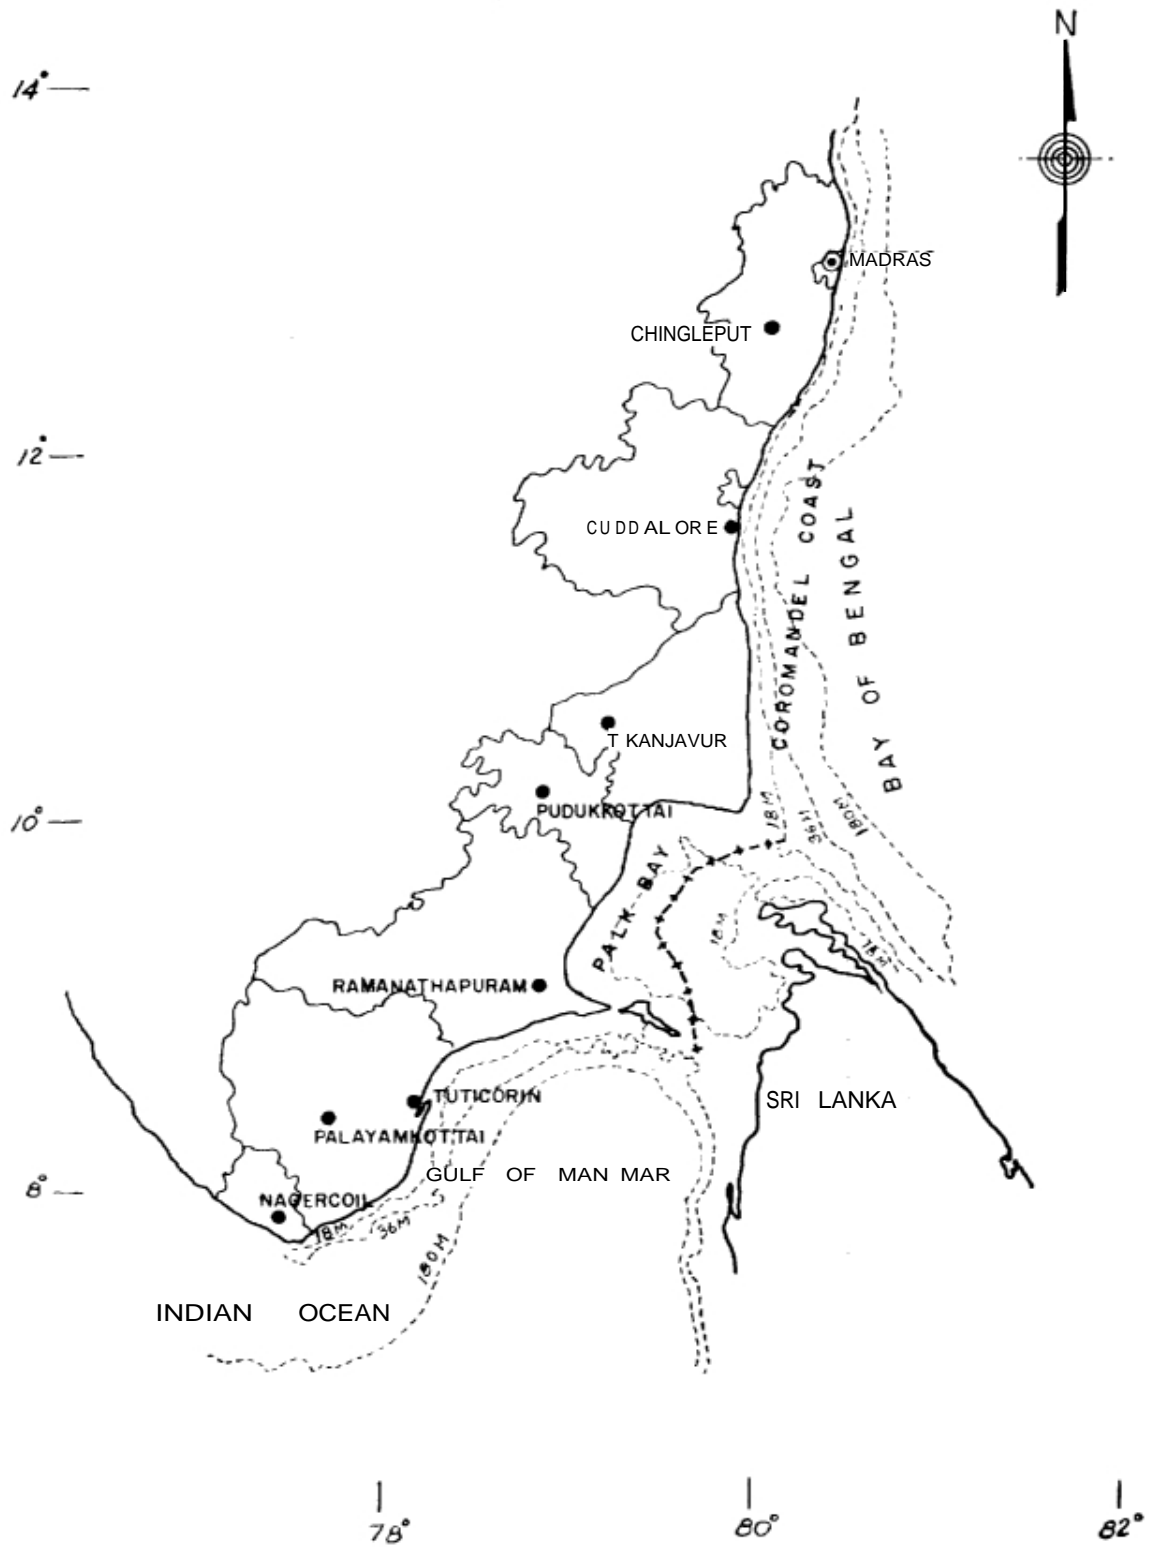 N
14°
MADRAS
CHINGLEPUT
12°
COROMANDEL COAST
CUDDALORE
BAY OF BENGAL
T KANJAVUR
PUDUKKOTTAI
10°
18M
36M
180M
PALK BAY
18M
18M
RAMANATHAPURAM
TUTICORIN
SRI LANKA
PALAYAMKOTTAI
GULF OF MAN MAR
8°
NAGERCOIL
18M
36M
180M
INDIAN OCEAN
78°
80°
82°